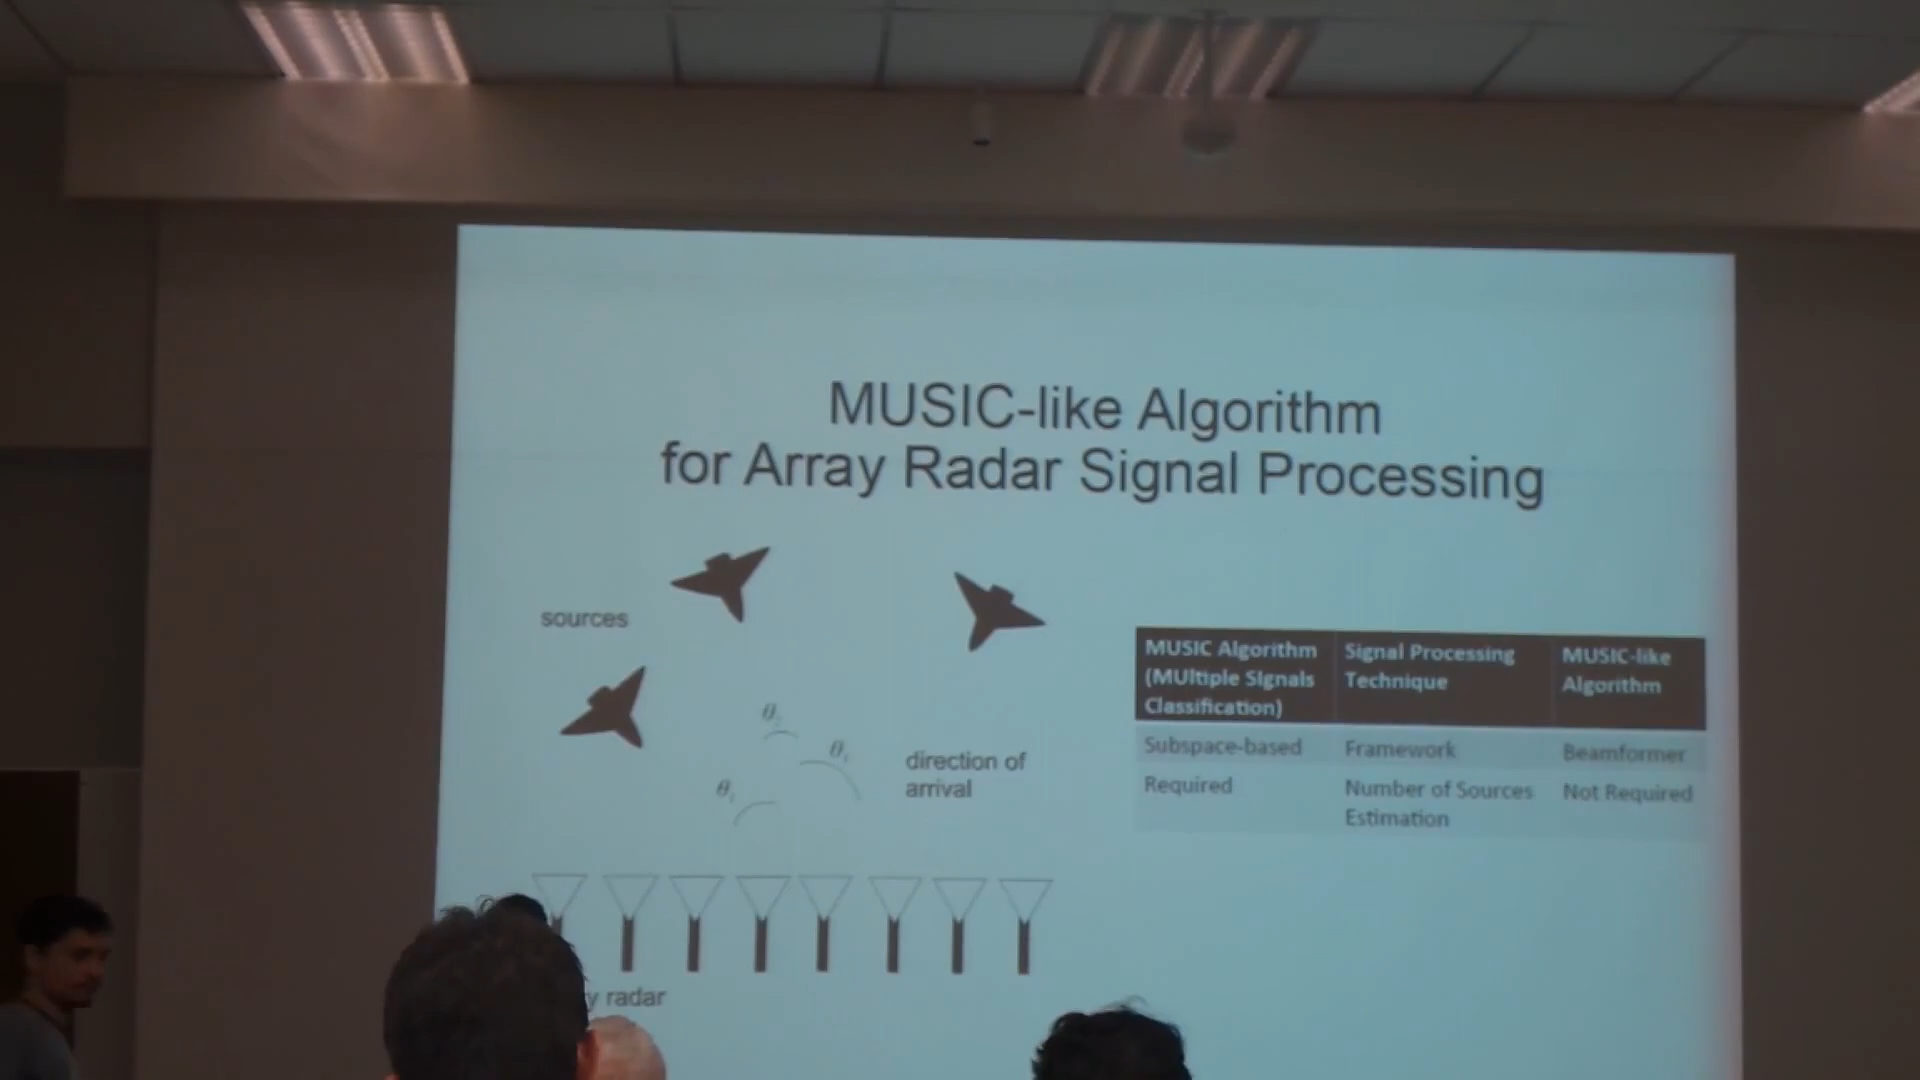 MUSIC-like Algorithm
for Array Radar Signal Processing
sources
θ2
θ
θ
direction of
arrival
y radar
MUSIC Algorithm
(MUltiple SIgnals
Classification)
Signal Processing
Technique
MUSIC-like
Algorithm
Subspace-based
Framework
Beamformer
Required
Number of Sources
Estimation
Not Required